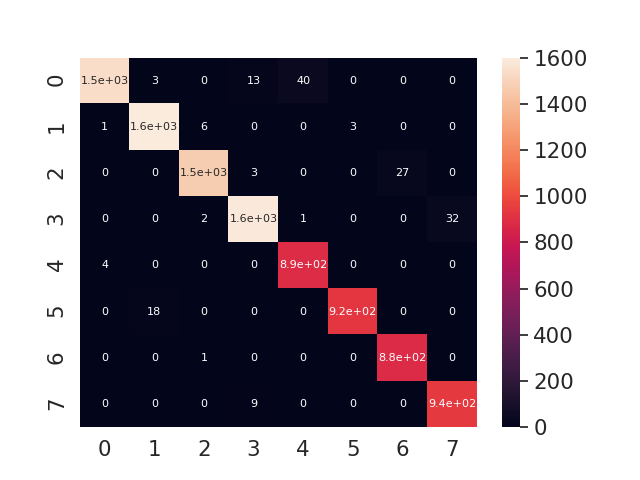 0 1.5e+03 3 0 13 40 0 0 0
1 1 1.6e+03 6 0 0 3 0 0
2 0 0 1.5e+03 3 0 0 27 0
3 0 0 2 1.6e+03 1 0 0 32
4 4 0 0 0 8.9e+02 0 0 0
5 0 18 0 0 0 9.2e+02 0 0
6 0 0 1 0 0 0 8.8e+02 0
7 0 0 0 9 0 0 0 9.4e+02
0 1 2 3 4 5 6 7
1600
1400
1200
1000
800
600
400
200
0